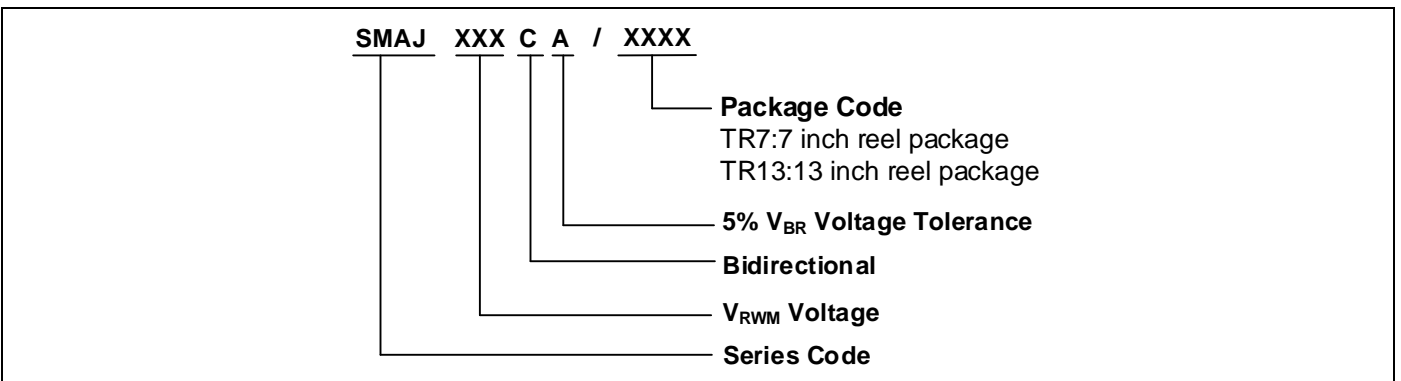 SMAJ XXX C A / XXXX
Package Code
TR7:7 inch reel package
TR13:13 inch reel package
5% VBR Voltage Tolerance
Bidirectional
VRWM Voltage
Series Code